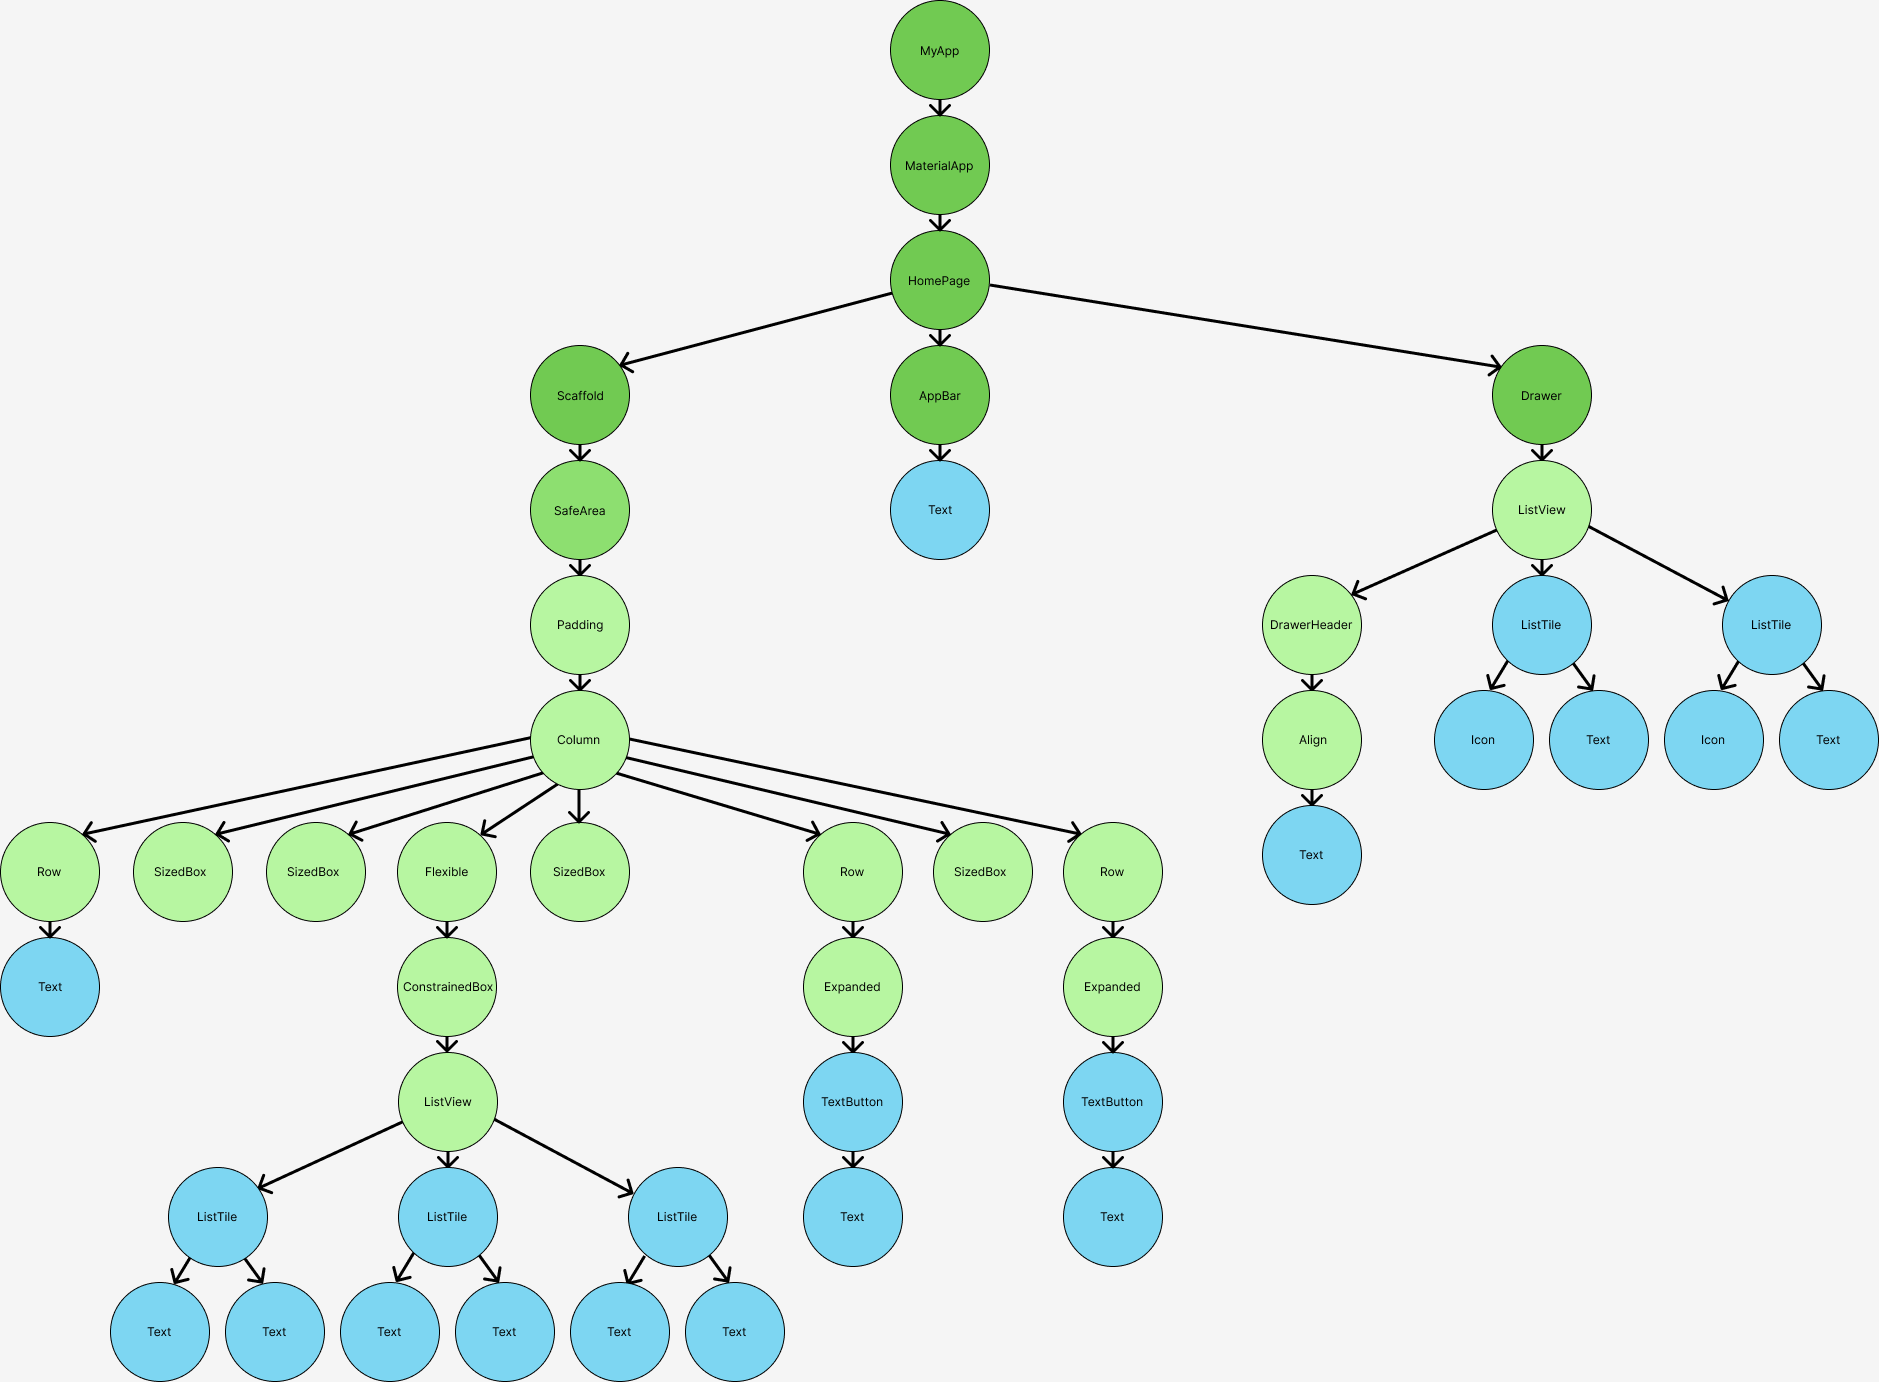 MyApp
MaterialApp
HomePage
Scaffold
AppBar
Drawer
SafeArea
Text
ListView
Padding
DrawerHeader
ListTile
ListTile
Column
Align
Icon
Text
Icon
Text
Text
Row
SizedBox
SizedBox
Flexible
SizedBox
Row
SizedBox
Row
Text
ConstrainedBox
Expanded
Expanded
ListView
TextButton
TextButton
ListTile
ListTile
ListTile
Text
Text
Text
Text
Text
Text
Text
Text